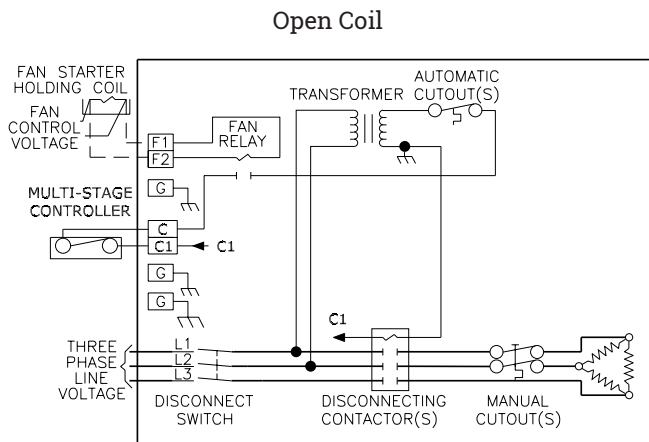 Open Coil
FAN STARTER
HOLDING COIL
FAN
CONTROL
VOLTAGE
F1
F2
FAN
RELAY
TRANSFORMER
AUTOMATIC
CUTOUT(S)
G
MULTI-STAGE
CONTROLLER
C
C1
C1
G
G
C1
THREE
PHASE
LINE
VOLTAGE
L1
L2
L3
DISCONNECT
SWITCH
DISCONNECTING
CONTACTOR(S)
MANUAL
CUTOUT(S)